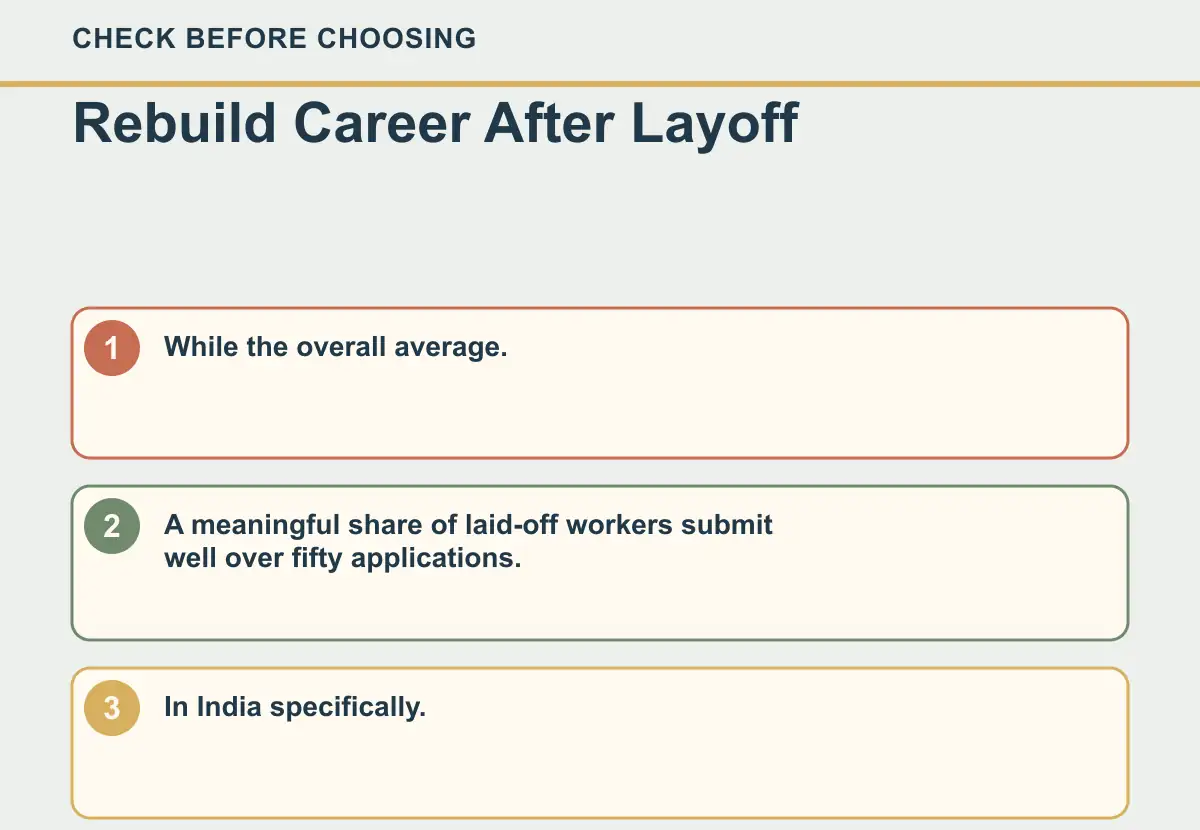 CHECK BEFORE CHOOSING
Rebuild Career After Layoff
1
While the overall average.
2
A meaningful share of laid-off workers submit
well over fifty applications.
3
In India specifically.